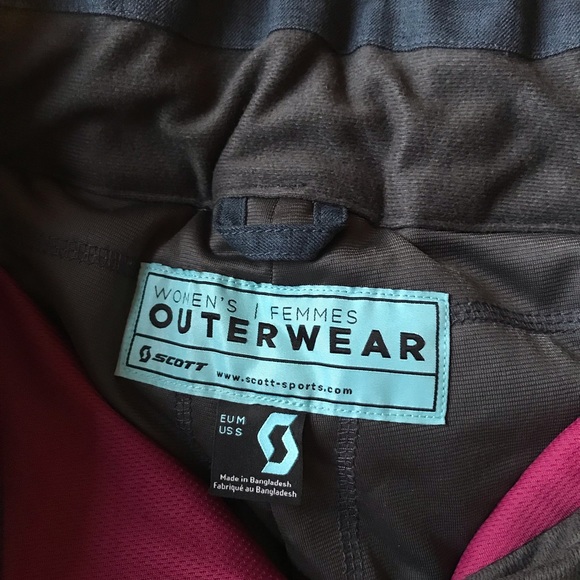 WOMEN'S | FEMMES
OUTERWEAR
SCOTT
www.scott-sports.com
EU M
US S
Made in Bangladesh
Fabriqué au Bangladesh